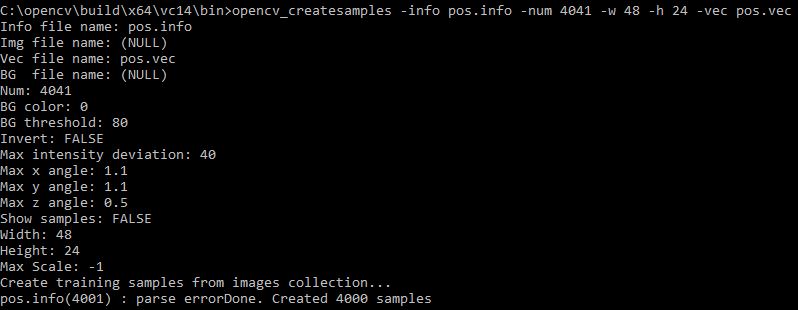 C:\opencv\build\x64\vc14\bin>opencv_createsamples -info pos.info -num 4041 -w 48 -h 24 -vec pos.vec
Info file name: pos.info
Img file name: (NULL)
Vec file name: pos.vec
BG  file name: (NULL)
Num: 4041
BG color: 0
BG threshold: 80
Invert: FALSE
Max intensity deviation: 40
Max x angle: 1.1
Max y angle: 1.1
Max z angle: 0.5
Show samples: FALSE
Width: 48
Height: 24
Max Scale: -1
Create training samples from images collection...
pos.info(4001) : parse errorDone. Created 4000 samples